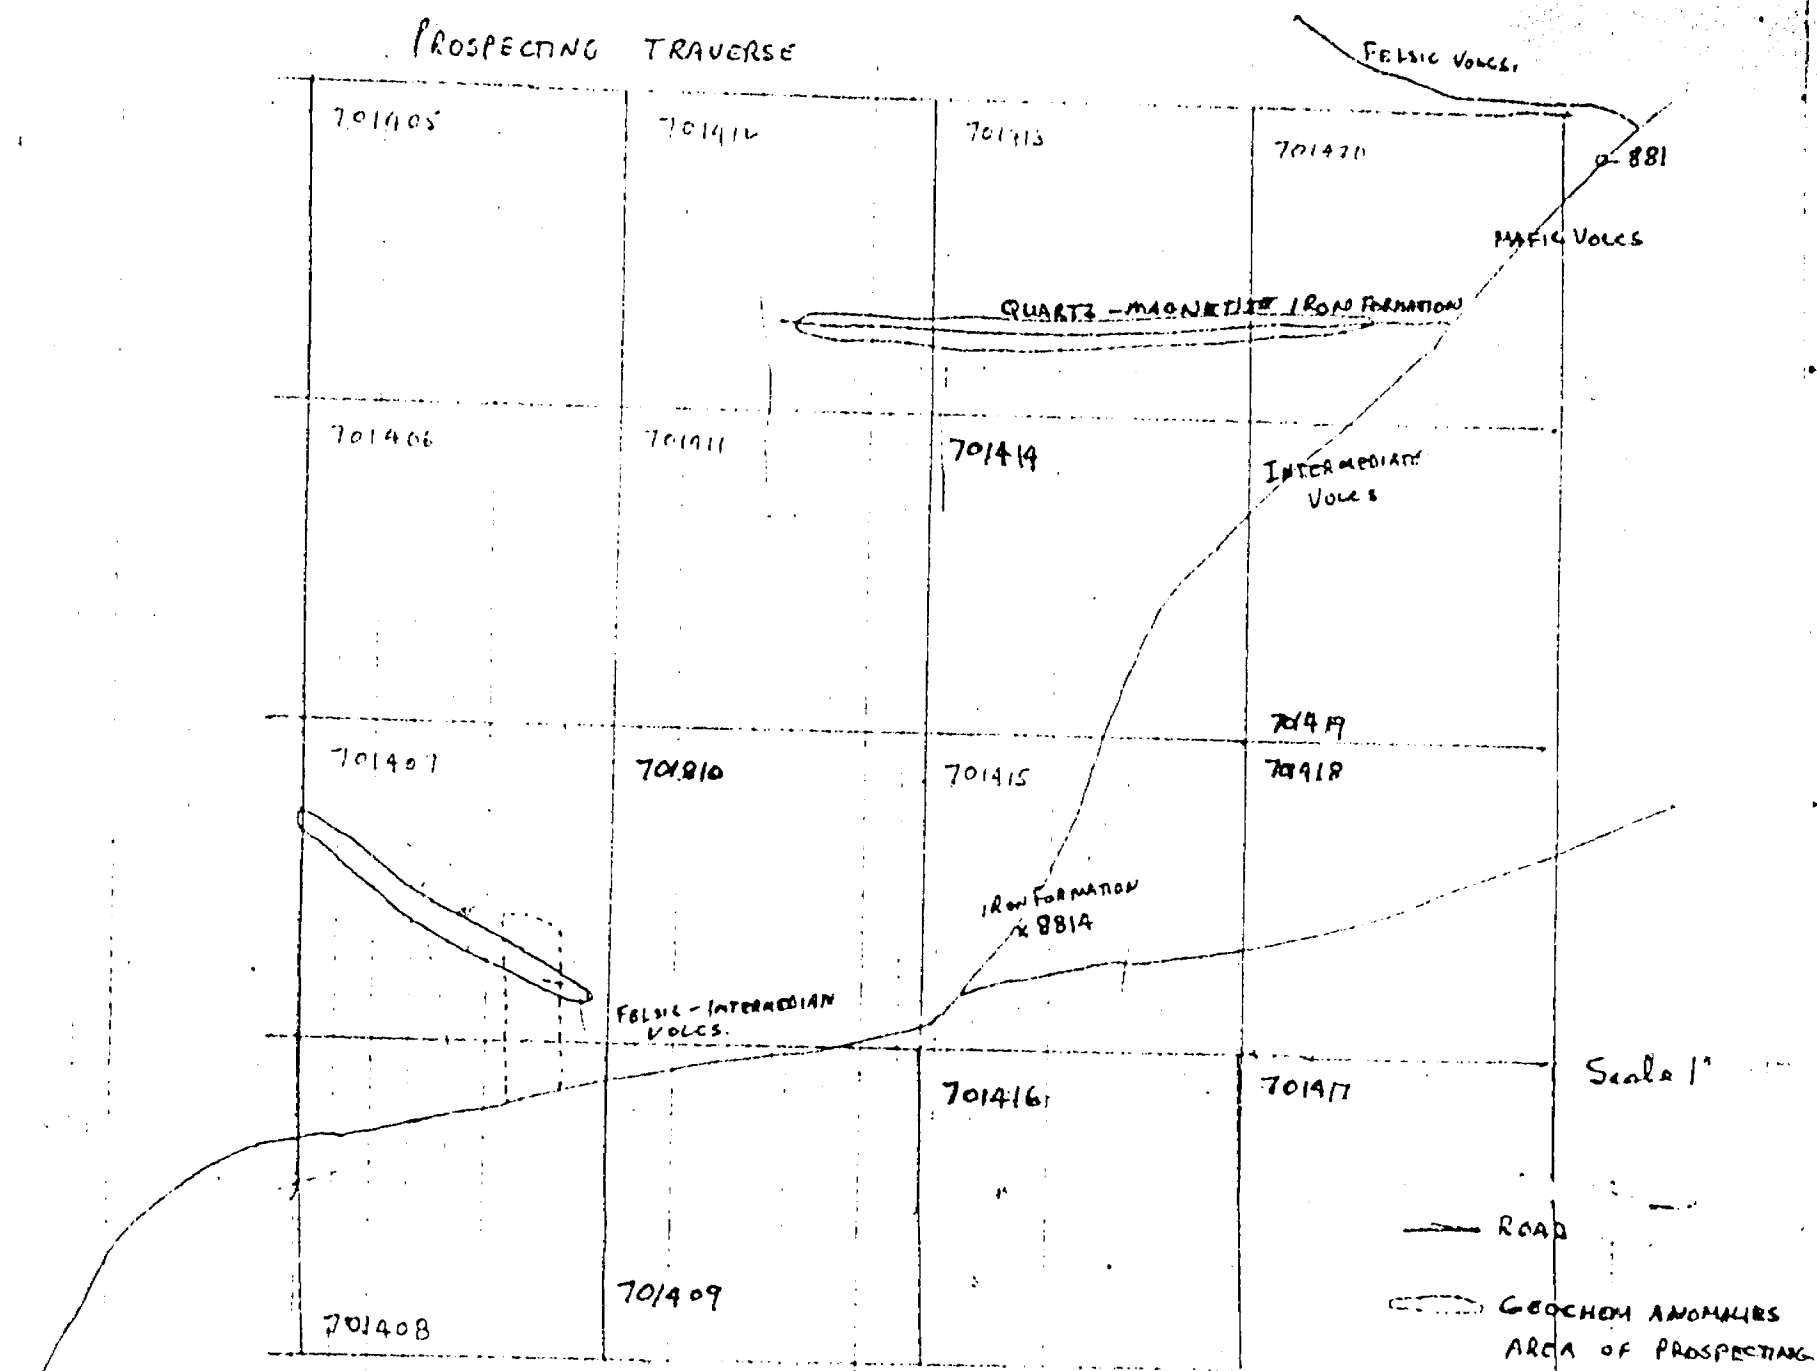 PROSPECTING TRAVERSE
FELSIC VOLCS.
701405
701412
701413
701420
881
MAFIC VOLCS
QUARTZ - MAGNETITE IRON FORMATION
701406
701411
701414
INTERMEDIATE
VOLCS
701419
701407
701810
701415
701418
IRON FORMATION
x 8814
FELSIC - INTERMEDIAN
VOLCS.
701416
701417
Scale 1"
ROAD
701409
GEOCHEM ANOMALIES
701408
AREA OF PROSPECTING